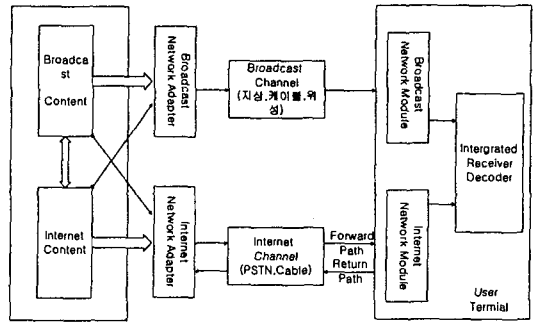 Broadca
st
Content
Internet
Content
Broadcast
Network Adapter
Internet
Network Adapter
Broadcast
Channel
(지상.케이블.위
성)
Internet
Channel
(PSTN.Cable)
Forward
Path
Return
Path
Broadcast
Network Module
Internet
Network Module
Intergrated
Receiver
Decoder
User
Termial